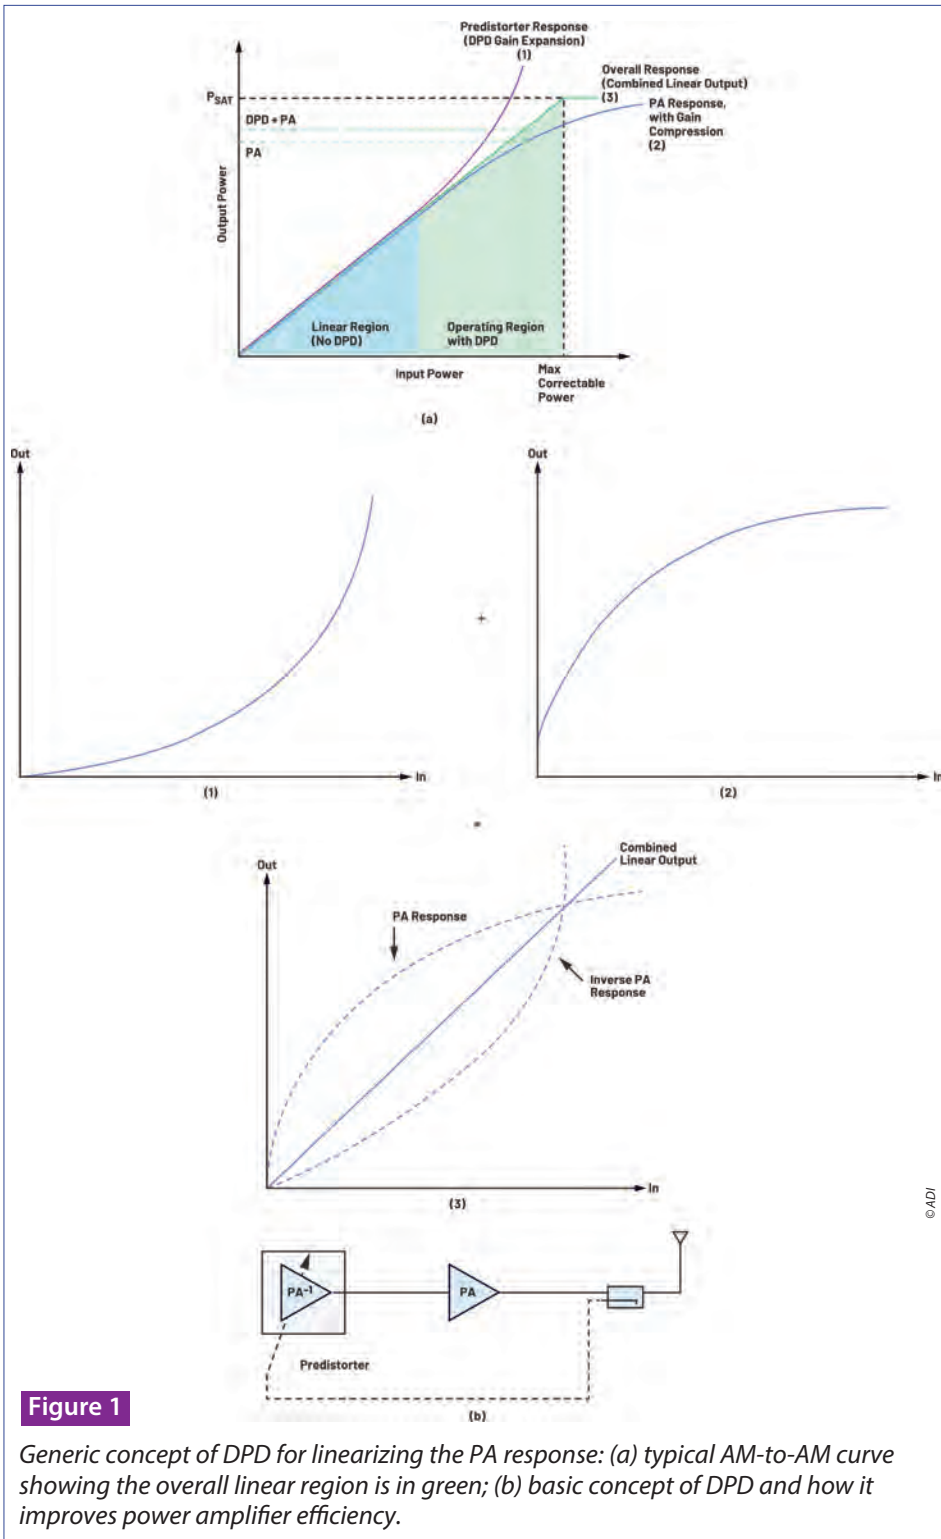 Predistorter Response
(DPD Gain Expansion)
(1)
Overall Response
(Combined Linear Output)
(3)
PA Response,
with Gain
Compression
(2)
PSAT
DPD + PA
PA
Output Power
Linear Region
(No DPD)
Operating Region
with DPD
Input Power
Max
Correctable
Power
(a)
Out
In
(1)
+
Out
In
(2)
=
Out
Combined
Linear Output
PA Response
Inverse PA
Response
In
(3)
© ADI
PA-1
PA
Predistorter
(b)
Figure 1
Generic concept of DPD for linearizing the PA response: (a) typical AM-to-AM curve
showing the overall linear region is in green; (b) basic concept of DPD and how it
improves power amplifier efficiency.